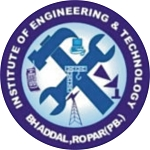 INSTITUTE OF ENGINEERING & TECHNOLOGY
BHADDAL, ROPAR(PB.)